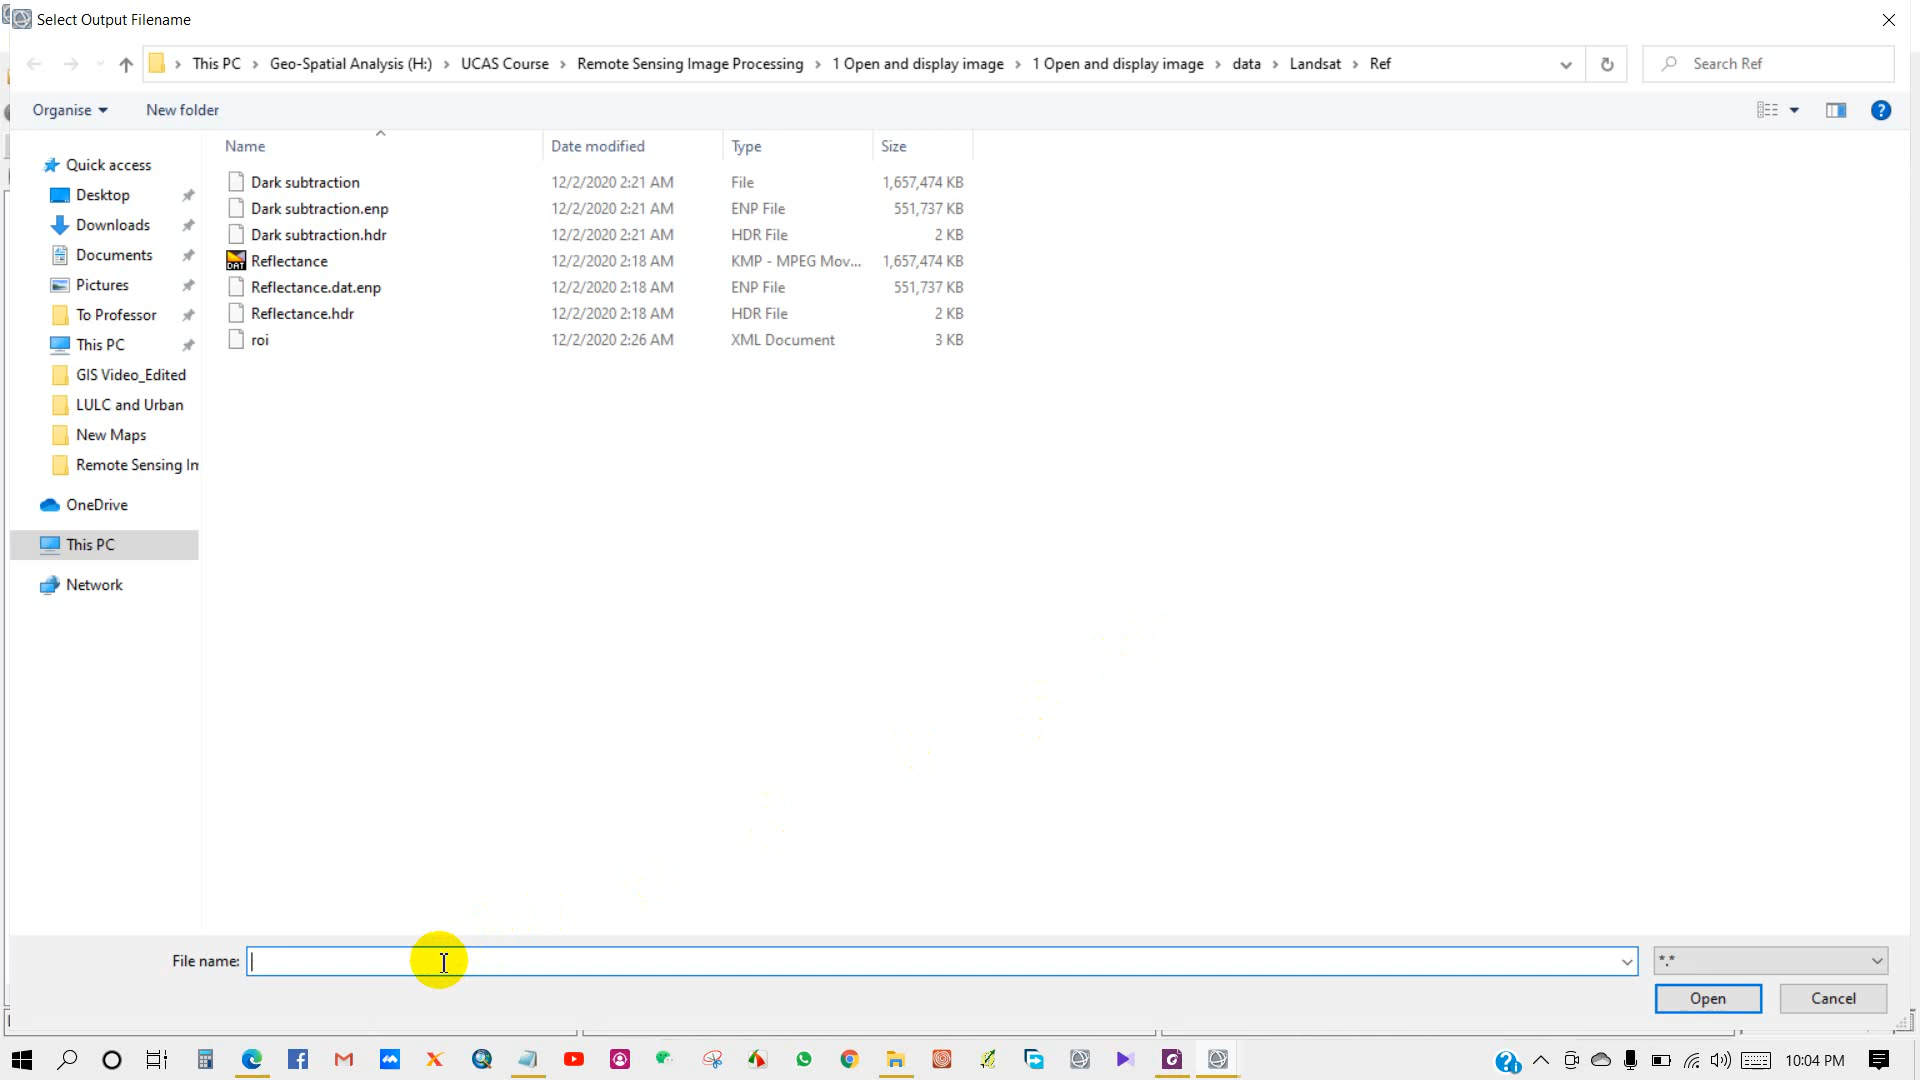 Select Output Filename
This PC > Geo-Spatial Analysis (H:) > UCAS Course > Remote Sensing Image Processing > 1 Open and display image > 1 Open and display image > data > Landsat > Ref
Search Ref
Organise New folder
Name Date modified Type Size
Dark subtraction 12/2/2020 2:21 AM File 1,657,474 KB
Dark subtraction.enp 12/2/2020 2:21 AM ENP File 551,737 KB
Dark subtraction.hdr 12/2/2020 2:21 AM HDR File 2 KB
DAT Reflectance 12/2/2020 2:18 AM KMP - MPEG Mov... 1,657,474 KB
Reflectance.dat.enp 12/2/2020 2:18 AM ENP File 551,737 KB
Reflectance.hdr 12/2/2020 2:18 AM HDR File 2 KB
roi 12/2/2020 2:26 AM XML Document 3 KB
Quick access
Desktop
Downloads
Documents
Pictures
To Professor
This PC
GIS Video_Edited
LULC and Urban
New Maps
Remote Sensing Im
OneDrive
This PC
Network
File name:
*.*
Open Cancel
10:04 PM